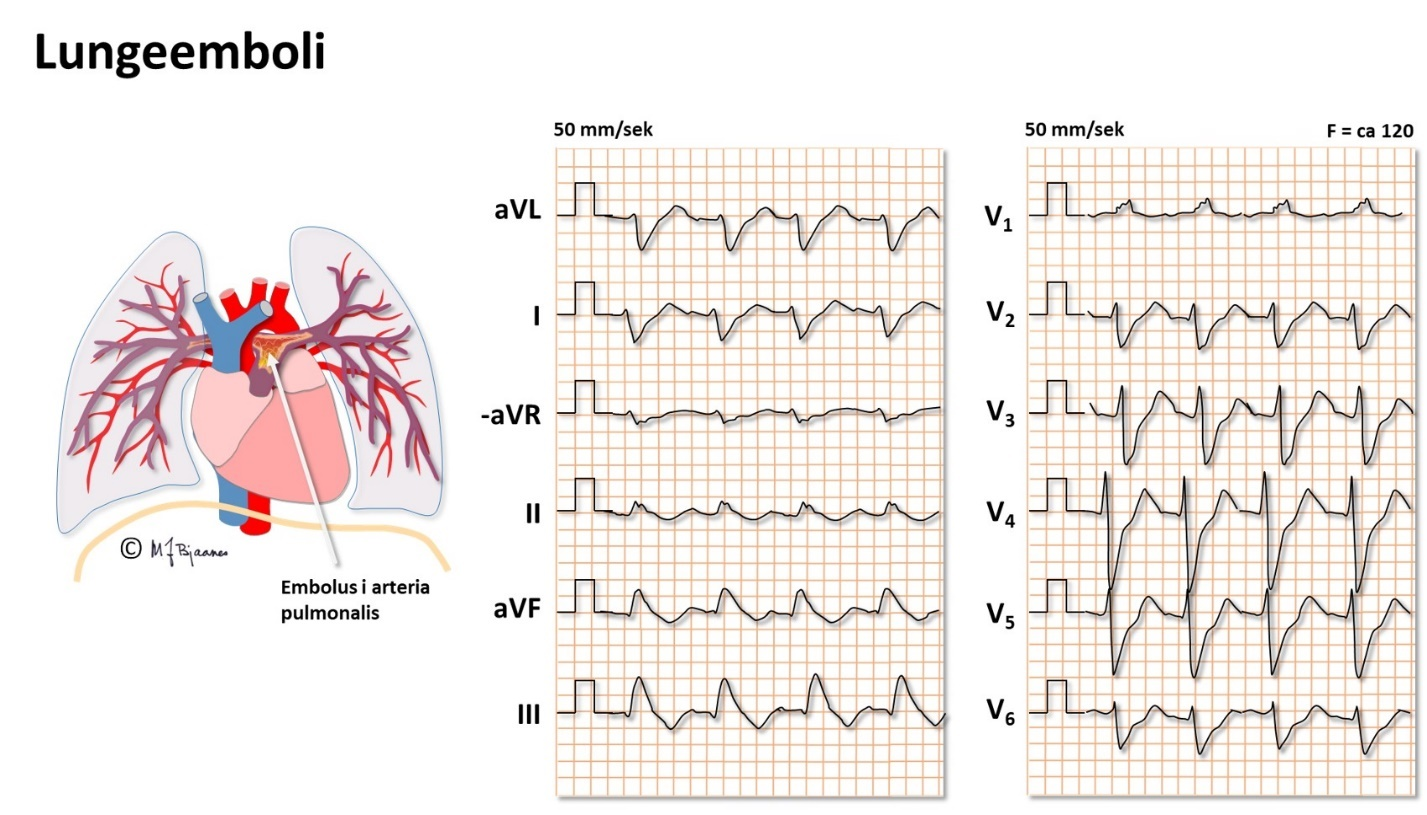 Lungeemboli
50 mm/sek
aVL
I
-aVR
II
aVF
III
50 mm/sek
F = ca 120
V1
V2
V3
V4
V5
V6
© MJ Bjaanes
Embolus i arteria
pulmonalis